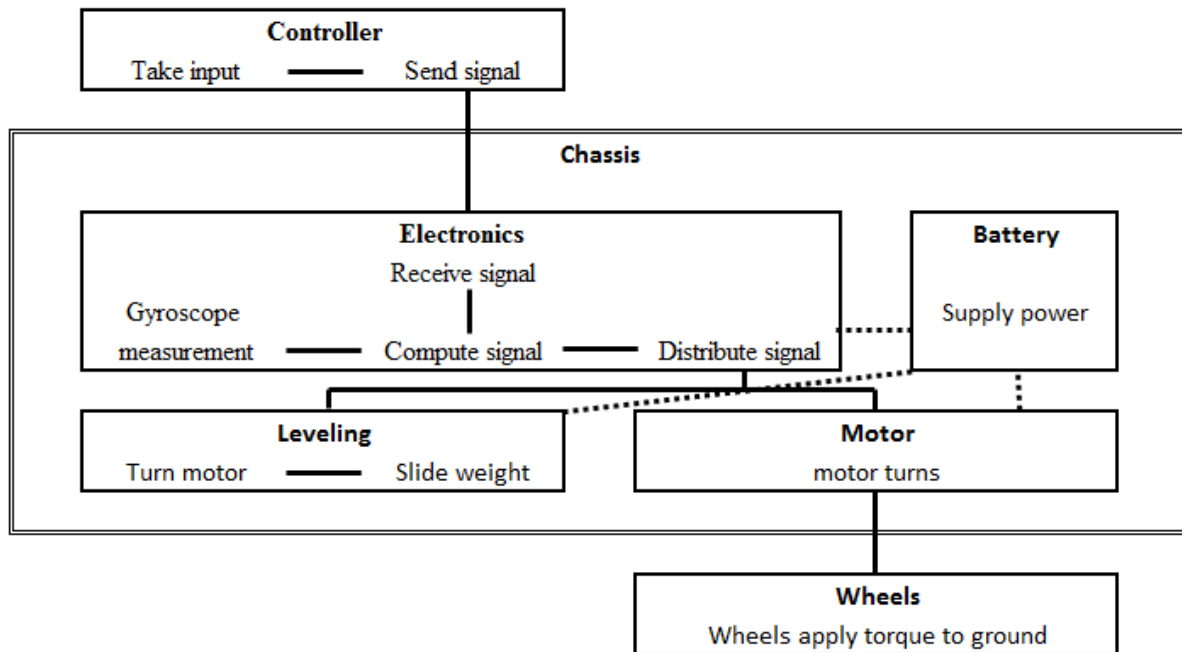 Controller
Take input Send signal
Chassis
Electronics
Battery
Receive signal
Gyroscope
Supply power
measurement Compute signal Distribute signal
Leveling
Motor
Turn motor Slide weight
motor turns
Wheels
Wheels apply torque to ground